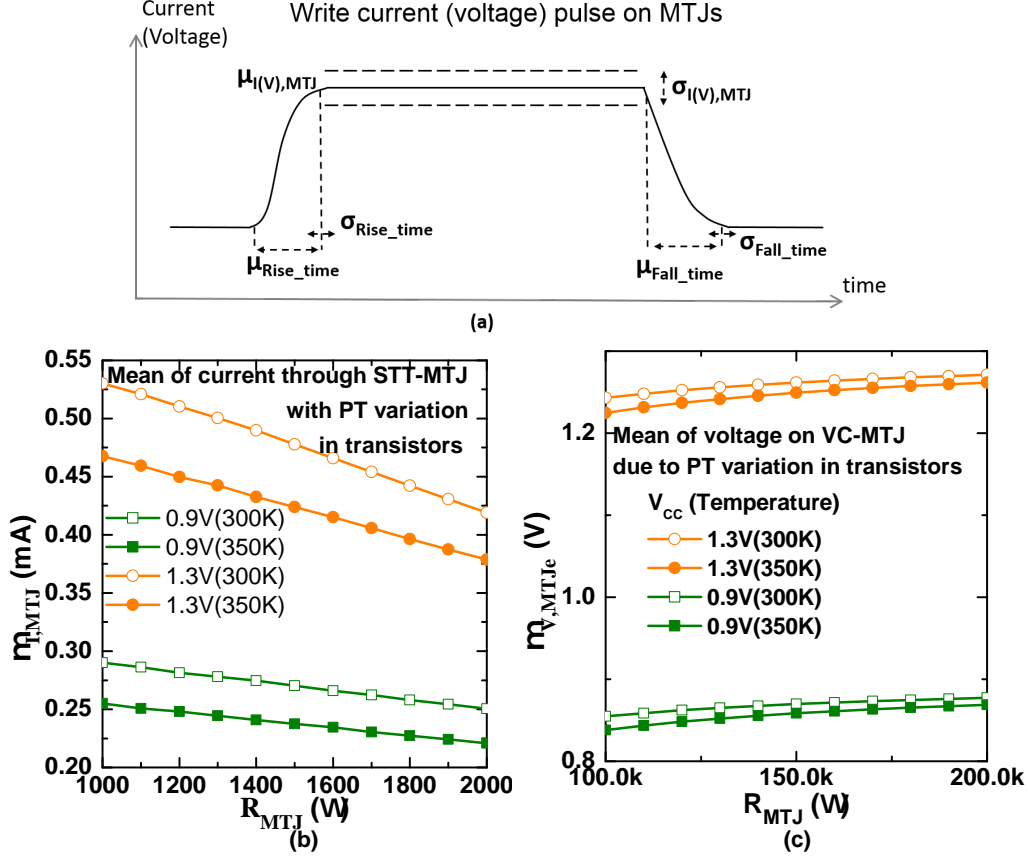 Write current (voltage) pulse on MTJs
Current
(Voltage)
μI(V),MTJ
σI(V),MTJ
σRise_time
μRise_time
σFall_time
μFall_time
time
(a)
Mean of current through STT-MTJ
with PT variation
in transistors
0.55
0.50
0.45
0.40
0.35
0.30
0.25
0.20
mI,MTJ (mA)
0.9V(300K)
0.9V(350K)
1.3V(300K)
1.3V(350K)
1000 1200 1400 1600 1800 2000
RMTJ (W)
(b)
1.2
1.0
0.8
mV,MTJe (V)
Mean of voltage on VC-MTJ
due to PT variation in transistors
VCC (Temperature)
1.3V(300K)
1.3V(350K)
0.9V(300K)
0.9V(350K)
100.0k 150.0k 200.0k
RMTJ (W)
(c)